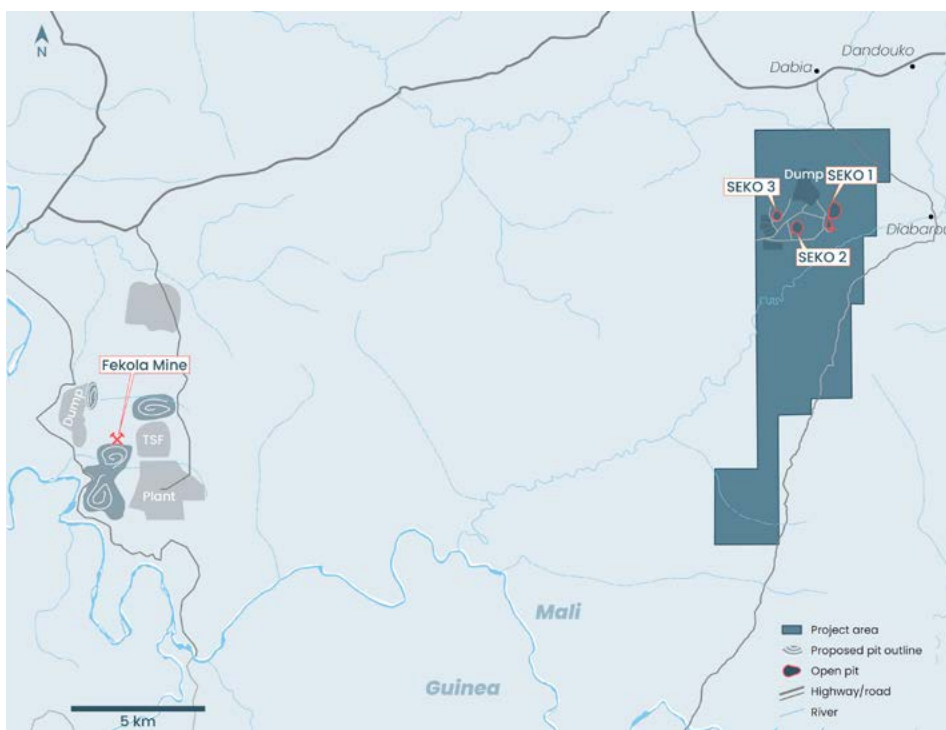 N
Dabia
Dandouko
Dump
SEKO 1
SEKO 3
Diabarou
SEKO 2
Fekola Mine
Dump
TSF
Plant
Mali
Guinea
Project area
Proposed pit outline
Open pit
Highway/road
River
5 km